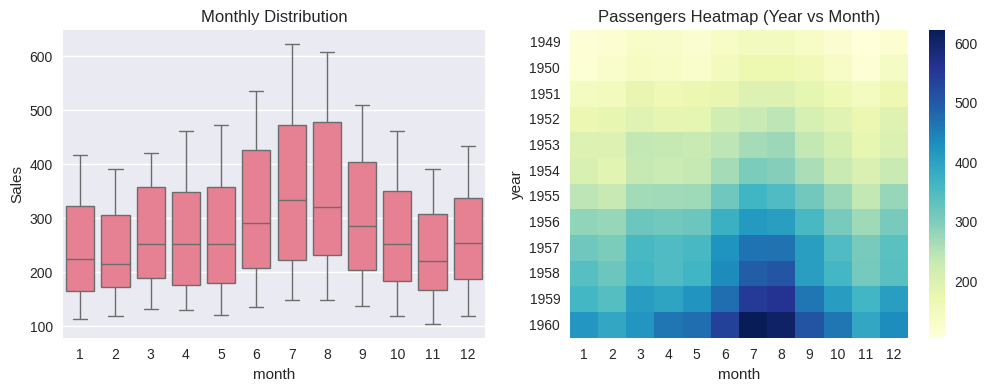 Monthly Distribution
Sales
600
500
400
300
200
100
1 2 3 4 5 6 7 8 9 10 11 12
month
Passengers Heatmap (Year vs Month)
year
1949
1950
1951
1952
1953
1954
1955
1956
1957
1958
1959
1960
1 2 3 4 5 6 7 8 9 10 11 12
month
600
500
400
300
200